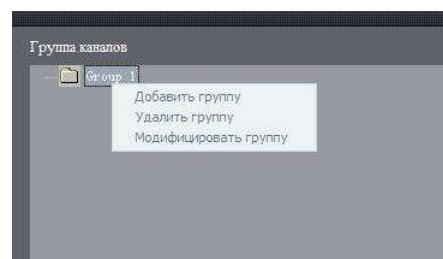 Группа каналов
Group 1
Добавить группу
Удалить группу
Модифицировать группу